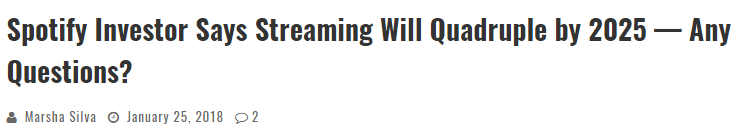 Spotify Investor Says Streaming Will Quadruple by 2025 — Any
Questions?
Marsha Silva January 25, 2018 2